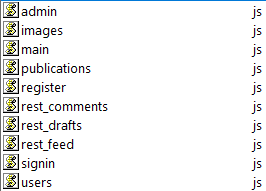 admin js
images js
main js
publications js
register js
rest_comments js
rest_drafts js
rest_feed js
signin js
users js